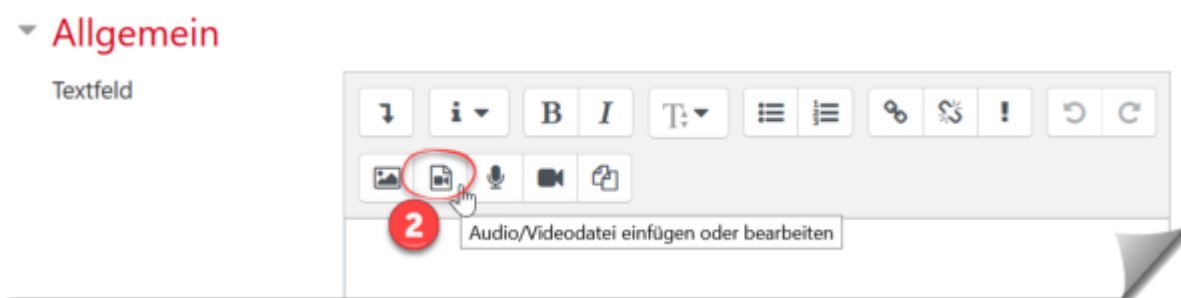 Allgemein
Textfeld
B I T
2
Audio/Videodatei einfügen oder bearbeiten